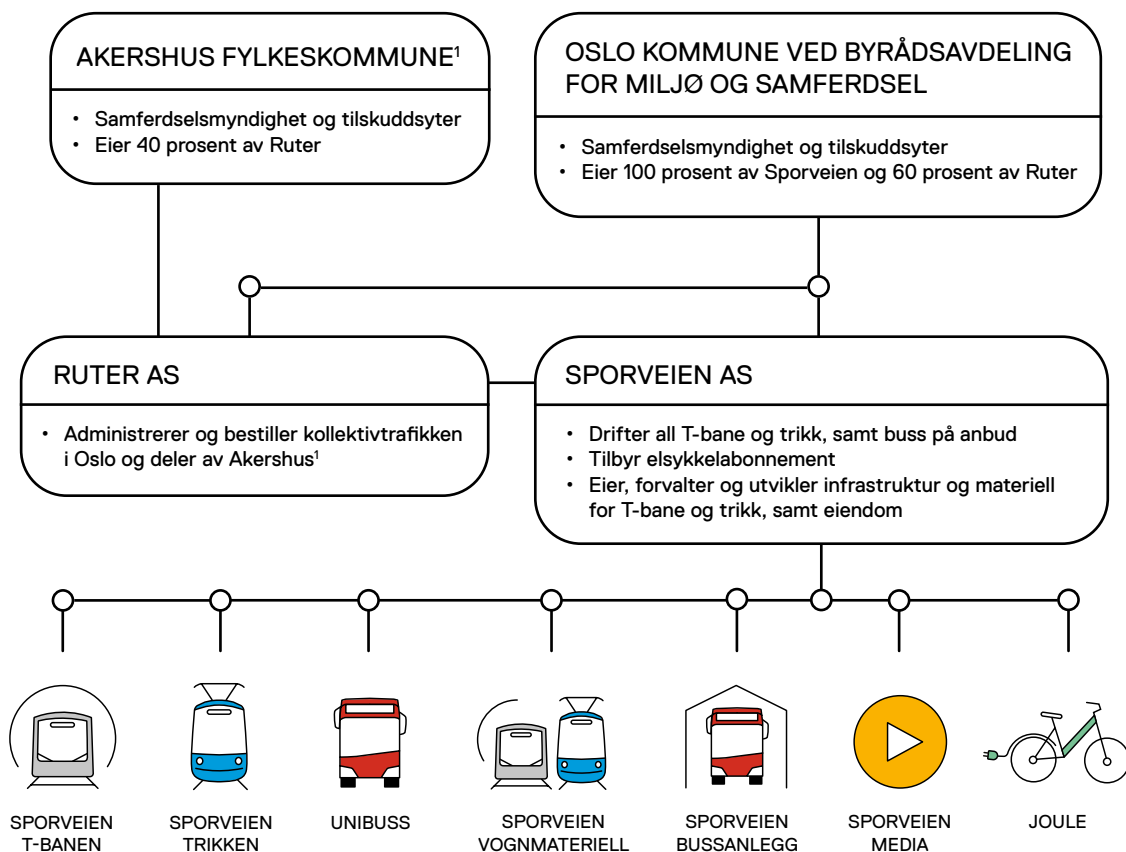 AKERSHUS FYLKESKOMMUNE¹
• Samferdselsmyndighet og tilskuddsyter
• Eier 40 prosent av Ruter
OSLO KOMMUNE VED BYRÅDSAVDELING
FOR MILJØ OG SAMFERDSEL
• Samferdselsmyndighet og tilskuddsyter
• Eier 100 prosent av Sporveien og 60 prosent av Ruter
RUTER AS
• Administrerer og bestiller kollektivtrafikken
i Oslo og deler av Akershus¹
SPORVEIEN AS
• Drifter all T-bane og trikk, samt buss på anbud
• Tilbyr elsykkelabonnement
• Eier, forvalter og utvikler infrastruktur og materiell
for T-bane og trikk, samt eiendom
SPORVEIEN
T-BANEN
SPORVEIEN
TRIKKEN
UNIBUSS
SPORVEIEN
VOGNMATERIELL
SPORVEIEN
BUSSANLEGG
SPORVEIEN
MEDIA
JOULE